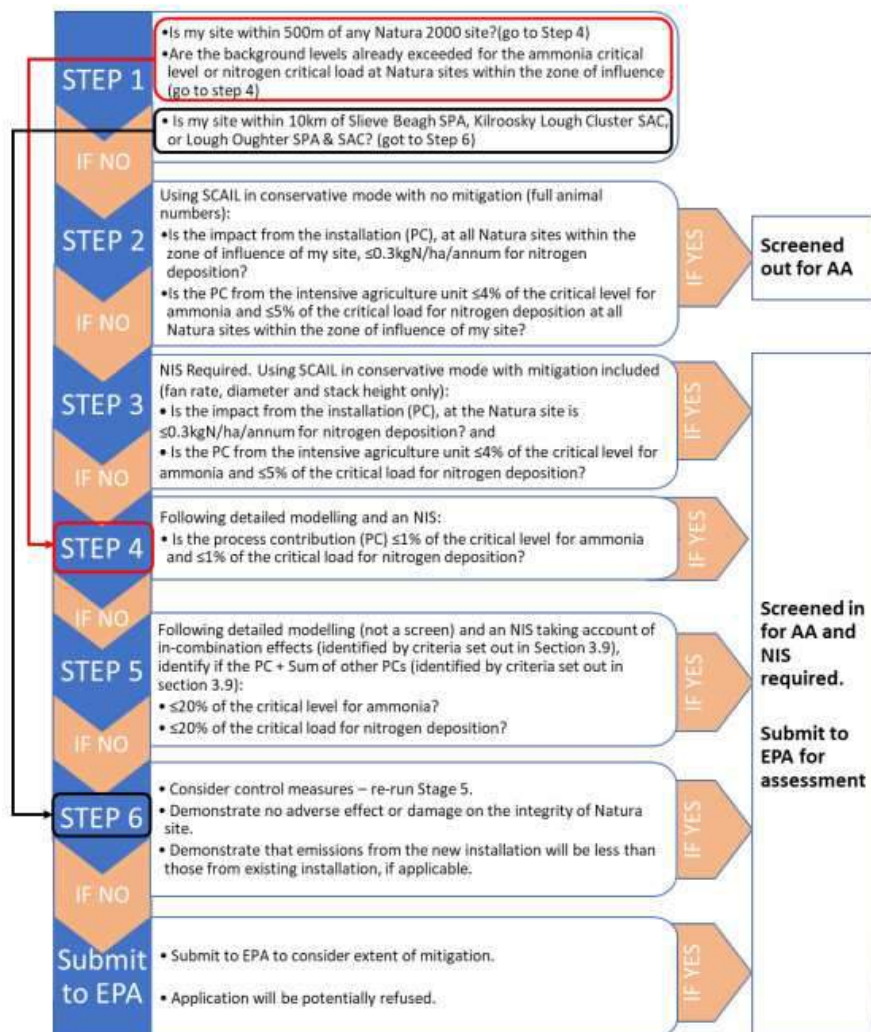 STEP 1
•Is my site within 500m of any Natura 2000 site?(go to Step 4)
•Are the background levels already exceeded for the ammonia critical
level or nitrogen critical load at Natura sites within the zone of influence
(go to step 4)
• Is my site within 10km of Slieve Beagh SPA, Kilroosky Lough Cluster SAC,
or Lough Oughter SPA & SAC? (got to Step 6)
IF NO
STEP 2
Using SCAIL in conservative mode with no mitigation (full animal
numbers):
•Is the impact from the installation (PC), at all Natura sites within the
zone of influence of my site, ≤0.3kgN/ha/annum for nitrogen
deposition?
•Is the PC from the intensive agriculture unit ≤4% of the critical level for
ammonia and ≤5% of the critical load for nitrogen deposition at all
Natura sites within the zone of influence of my site?
IF YES
Screened
out for AA
IF NO
STEP 3
NIS Required. Using SCAIL in conservative mode with mitigation included
(fan rate, diameter and stack height only):
• Is the impact from the installation (PC), at the Natura site is
≤0.3kgN/ha/annum for nitrogen deposition? and
• Is the PC from the intensive agriculture unit ≤4% of the critical level for
ammonia and ≤5% of the critical load for nitrogen deposition?
IF YES
IF NO
STEP 4
Following detailed modelling and an NIS:
• Is the process contribution (PC) ≤1% of the critical level for ammonia
and ≤1% of the critical load for nitrogen deposition?
IF YES
IF NO
STEP 5
Following detailed modelling (not a screen) and an NIS taking account of
in-combination effects (identified by criteria set out in Section 3.9),
identify if the PC + Sum of other PCs (identified by criteria set out in
section 3.9):
• ≤20% of the critical level for ammonia?
• ≤20% of the critical load for nitrogen deposition?
IF YES
IF NO
STEP 6
• Consider control measures – re-run Stage 5.
• Demonstrate no adverse effect or damage on the integrity of Natura
site.
• Demonstrate that emissions from the new installation will be less than
those from existing installation, if applicable.
IF YES
IF NO
Submit
to EPA
• Submit to EPA to consider extent of mitigation.
• Application will be potentially refused.
IF YES
Screened in
for AA and
NIS
required.
Submit to
EPA for
assessment